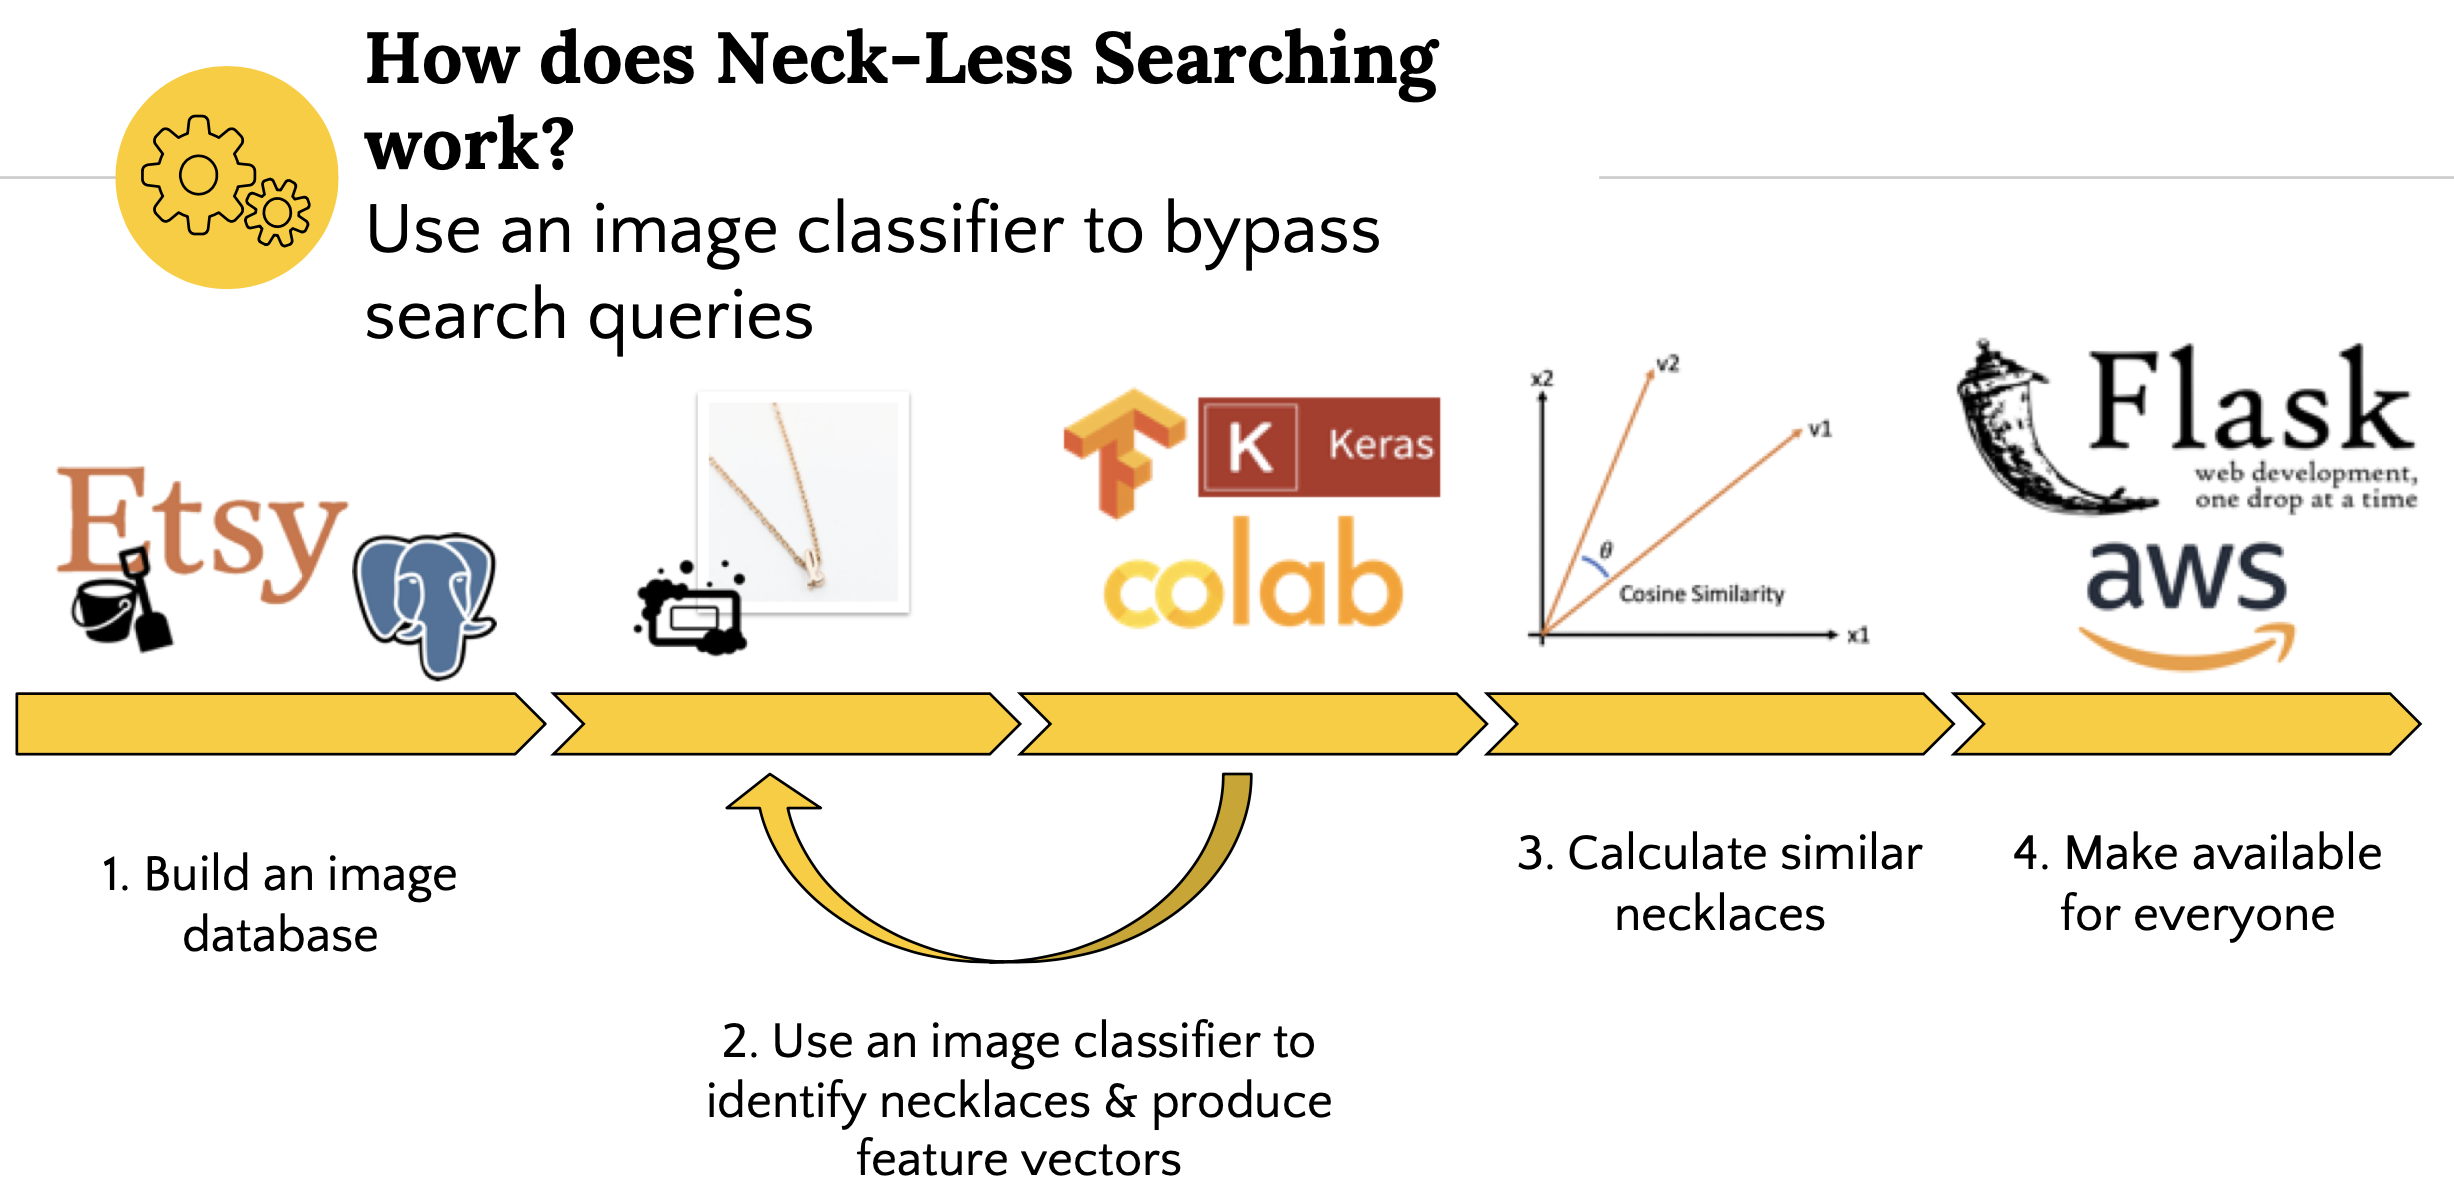 How does Neck-Less Searching
work?
Use an image classifier to bypass
search queries
Etsy
K Keras
colab
x2
v2
v1
θ
Cosine Similarity
x1
Flask
web development,
one drop at a time
aws
1. Build an image
database
2. Use an image classifier to
identify necklaces & produce
feature vectors
3. Calculate similar
necklaces
4. Make available
for everyone